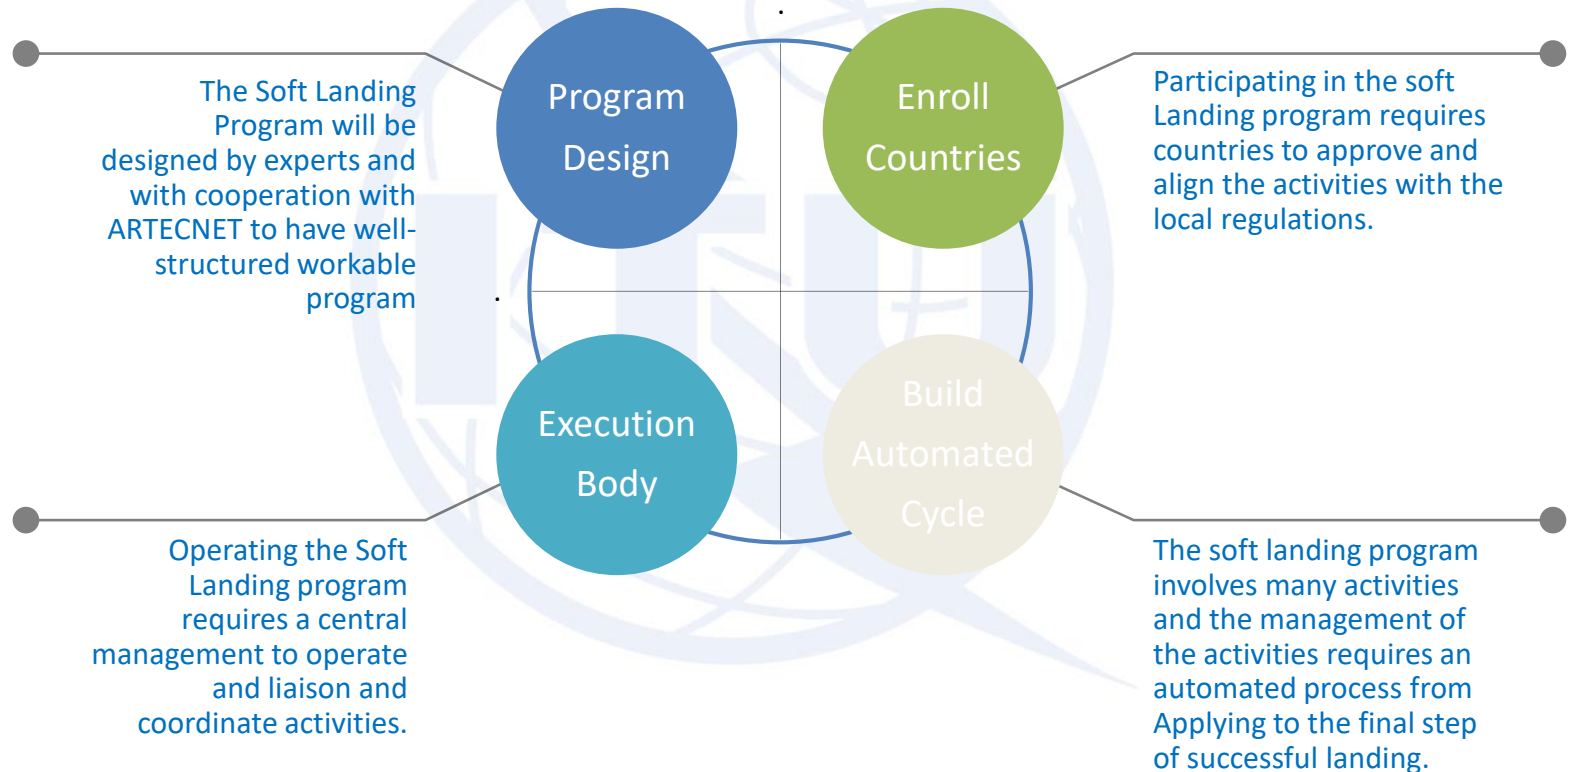 Program
Design
The Soft Landing
Program will be
designed by experts and
with cooperation with
ARTECNET to have well-
structured workable
program
Enroll
Countries
Participating in the soft
Landing program requires
countries to approve and
align the activities with the
local regulations.
Execution
Body
Operating the Soft
Landing program
requires a central
management to operate
and liaison and
coordinate activities.
Build
Automated
Cycle
The soft landing program
involves many activities
and the management of
the activities requires an
automated process from
Applying to the final step
of successful landing.
ITU